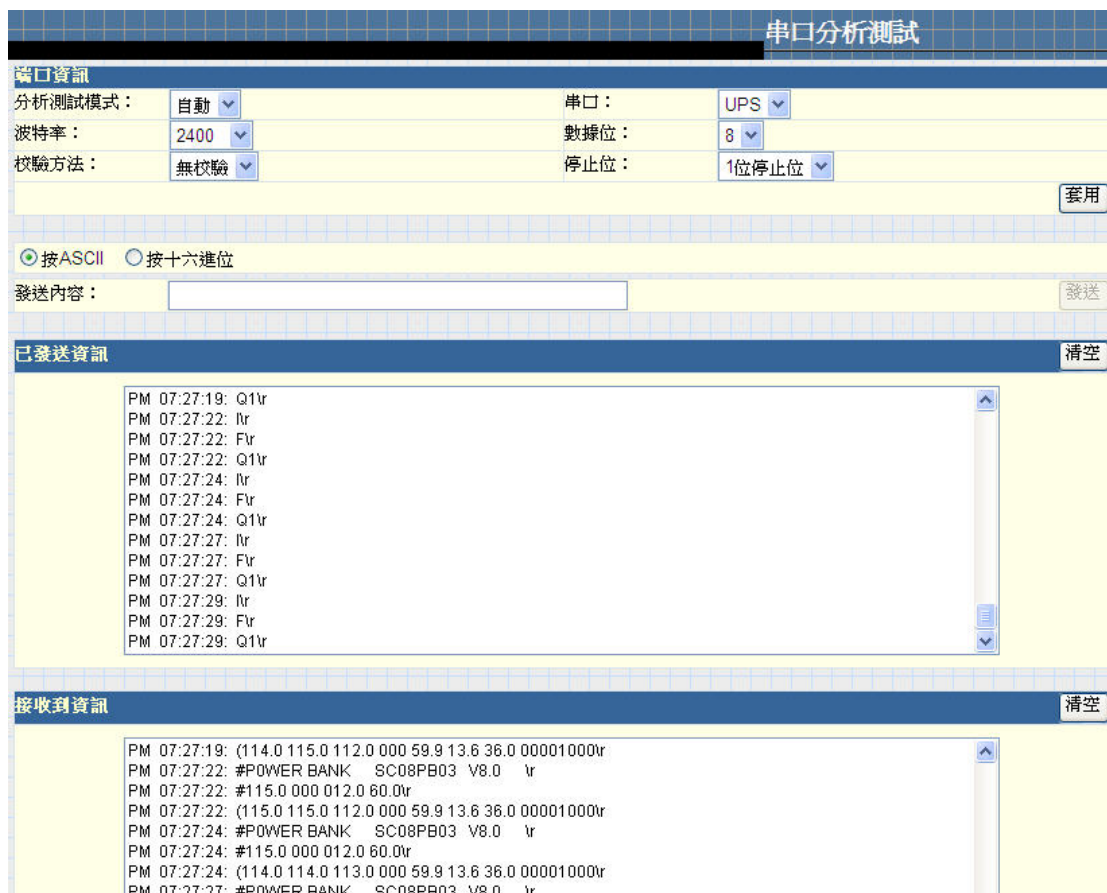 串口分析測試
端口資訊
分析測試模式： 自動 串口： UPS
波特率： 2400 數據位： 8
校驗方法： 無校驗 停止位： 1位停止位
套用
按ASCII 按十六進位
發送內容： 發送
已發送資訊 清空
PM 07:27:19: Q1\r
PM 07:27:22: I\r
PM 07:27:22: F\r
PM 07:27:22: Q1\r
PM 07:27:24: I\r
PM 07:27:24: F\r
PM 07:27:24: Q1\r
PM 07:27:27: I\r
PM 07:27:27: F\r
PM 07:27:27: Q1\r
PM 07:27:29: I\r
PM 07:27:29: F\r
PM 07:27:29: Q1\r
接收到資訊 清空
PM 07:27:19: (114.0 115.0 112.0 000 59.9 13.6 36.0 00001000\r
PM 07:27:22: #POWER BANK SC08PB03 V8.0 \r
PM 07:27:22: #115.0 000 012.0 60.0\r
PM 07:27:22: (115.0 115.0 112.0 000 59.9 13.6 36.0 00001000\r
PM 07:27:24: #POWER BANK SC08PB03 V8.0 \r
PM 07:27:24: #115.0 000 012.0 60.0\r
PM 07:27:24: (114.0 114.0 113.0 000 59.9 13.6 36.0 00001000\r
PM 07:27:27: #POWER BANK SC08PB03 V8.0 \r